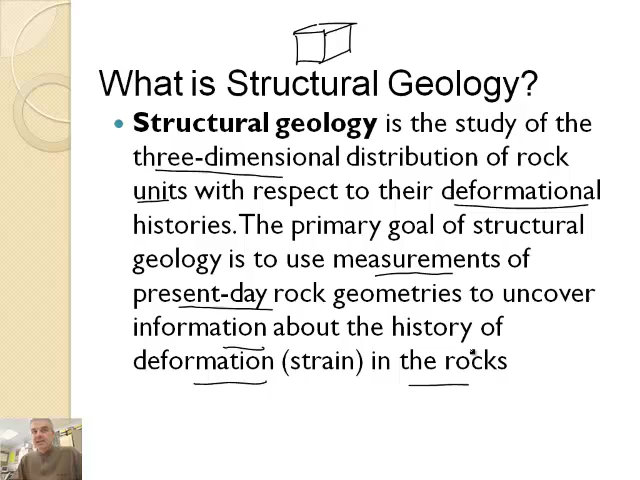 What is Structural Geology?
• Structural geology is the study of the
three-dimensional distribution of rock
units with respect to their deformational
histories. The primary goal of structural
geology is to use measurements of
present-day rock geometries to uncover
information about the history of
deformation (strain) in the rocks